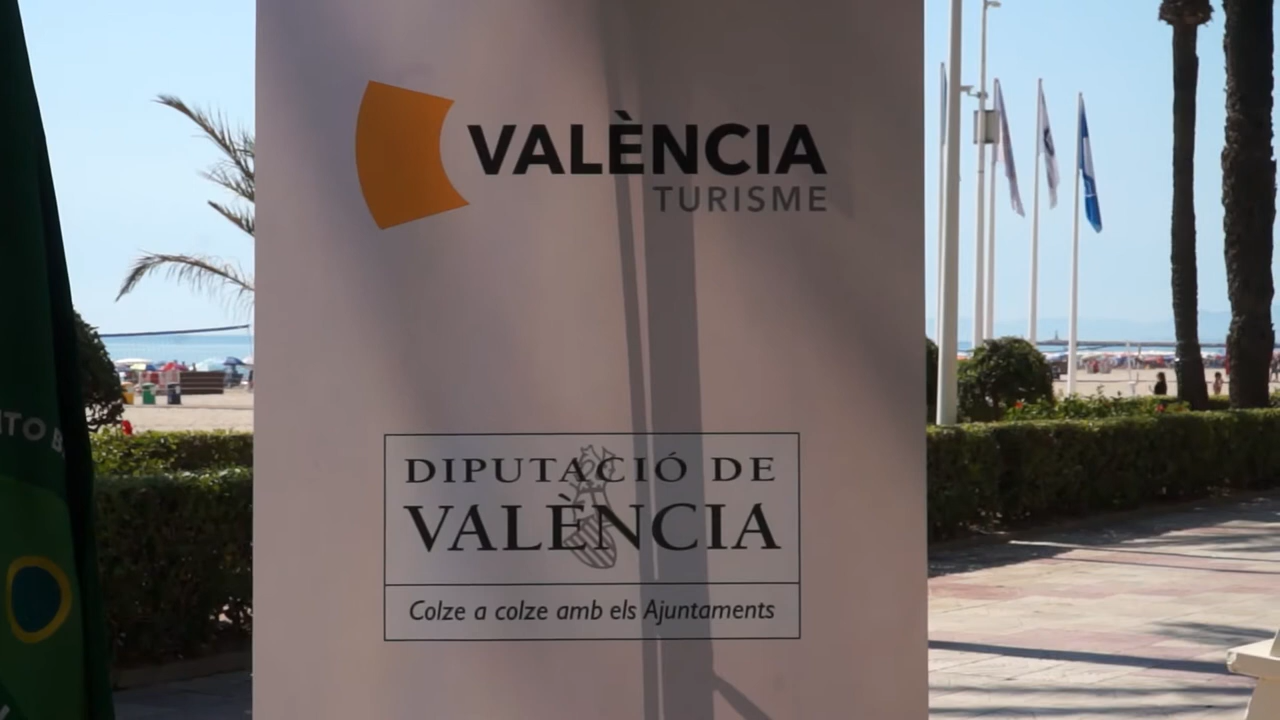 VALÈNCIA
TURISME
DIPUTACIÓ DE
VALÈNCIA
Colze a colze amb els Ajuntaments